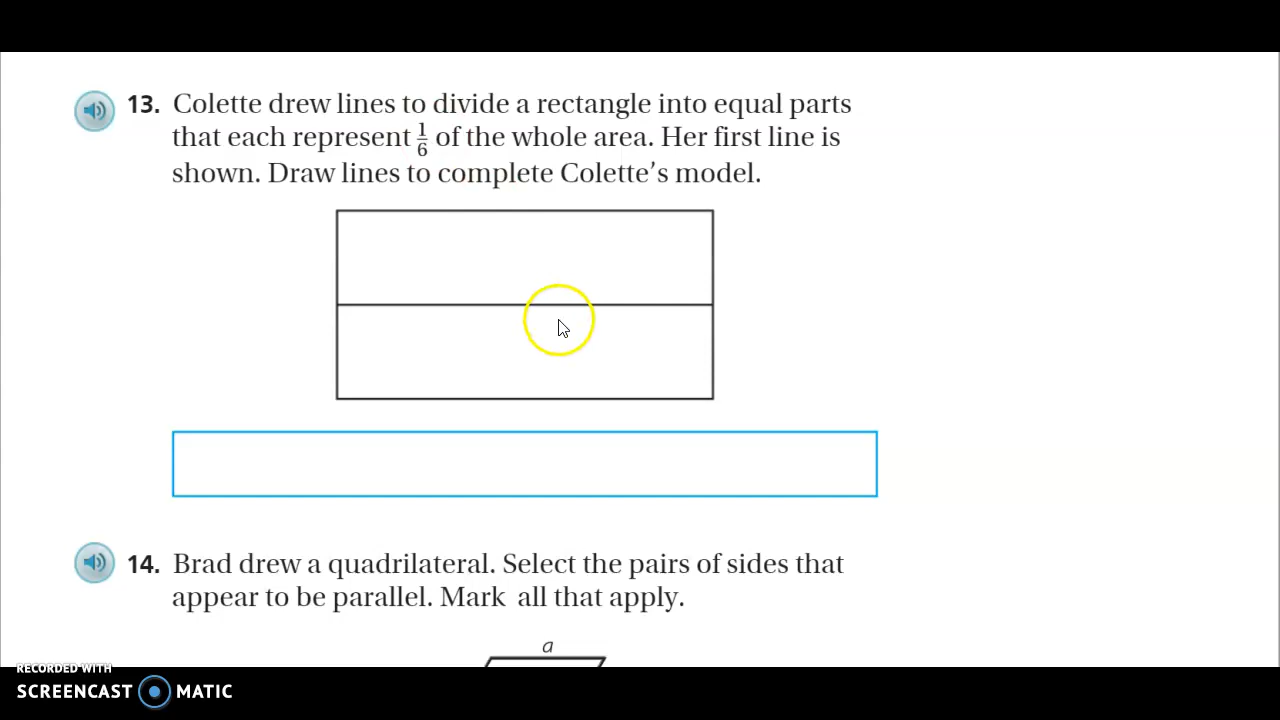 13. Colette drew lines to divide a rectangle into equal parts
that each represent 1/6 of the whole area. Her first line is
shown. Draw lines to complete Colette's model.
14. Brad drew a quadrilateral. Select the pairs of sides that
appear to be parallel. Mark all that apply.
a
RECORDED WITH
SCREENCAST MATIC